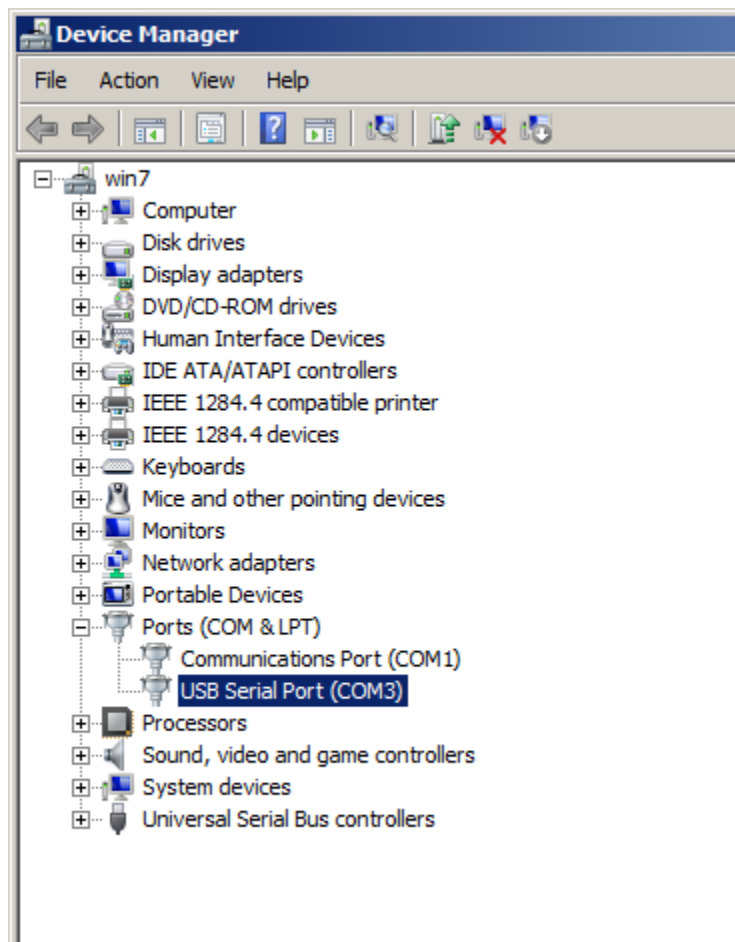 Device Manager
File Action View Help
win7
Computer
Disk drives
Display adapters
DVD/CD-ROM drives
Human Interface Devices
IDE ATA/ATAPI controllers
IEEE 1284.4 compatible printer
IEEE 1284.4 devices
Keyboards
Mice and other pointing devices
Monitors
Network adapters
Portable Devices
Ports (COM & LPT)
Communications Port (COM1)
USB Serial Port (COM3)
Processors
Sound, video and game controllers
System devices
Universal Serial Bus controllers